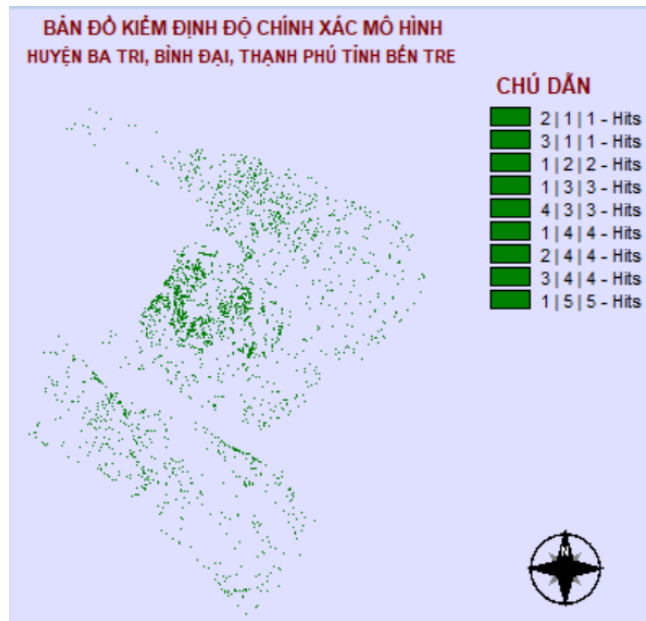 BẢN ĐỒ KIỂM ĐỊNH ĐỘ CHÍNH XÁC MÔ HÌNH
HUYỆN BA TRI, BÌNH ĐẠI, THẠNH PHÚ TỈNH BẾN TRE
CHÚ DẪN
2 | 1 | 1 - Hits
3 | 1 | 1 - Hits
1 | 2 | 2 - Hits
1 | 3 | 3 - Hits
4 | 3 | 3 - Hits
1 | 4 | 4 - Hits
2 | 4 | 4 - Hits
3 | 4 | 4 - Hits
1 | 5 | 5 - Hits
N